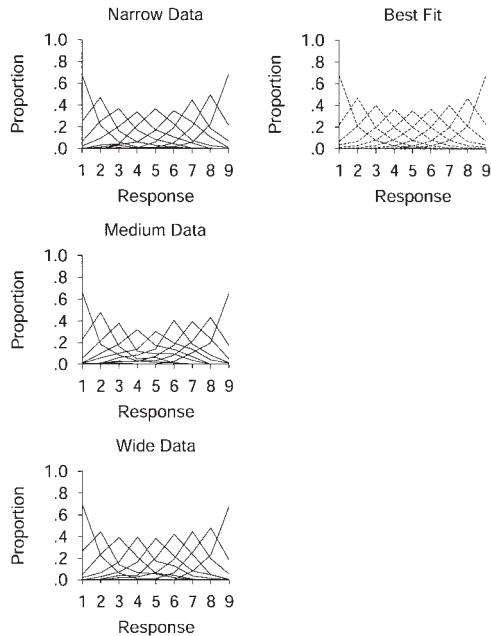 Narrow Data
1.0
.8
.6
.4
.2
.0
Proportion
1 2 3 4 5 6 7 8 9
Response
Best Fit
1.0
.8
.6
.4
.2
.0
Proportion
1 2 3 4 5 6 7 8 9
Response
Medium Data
1.0
.8
.6
.4
.2
.0
Proportion
1 2 3 4 5 6 7 8 9
Response
Wide Data
1.0
.8
.6
.4
.2
.0
Proportion
1 2 3 4 5 6 7 8 9
Response